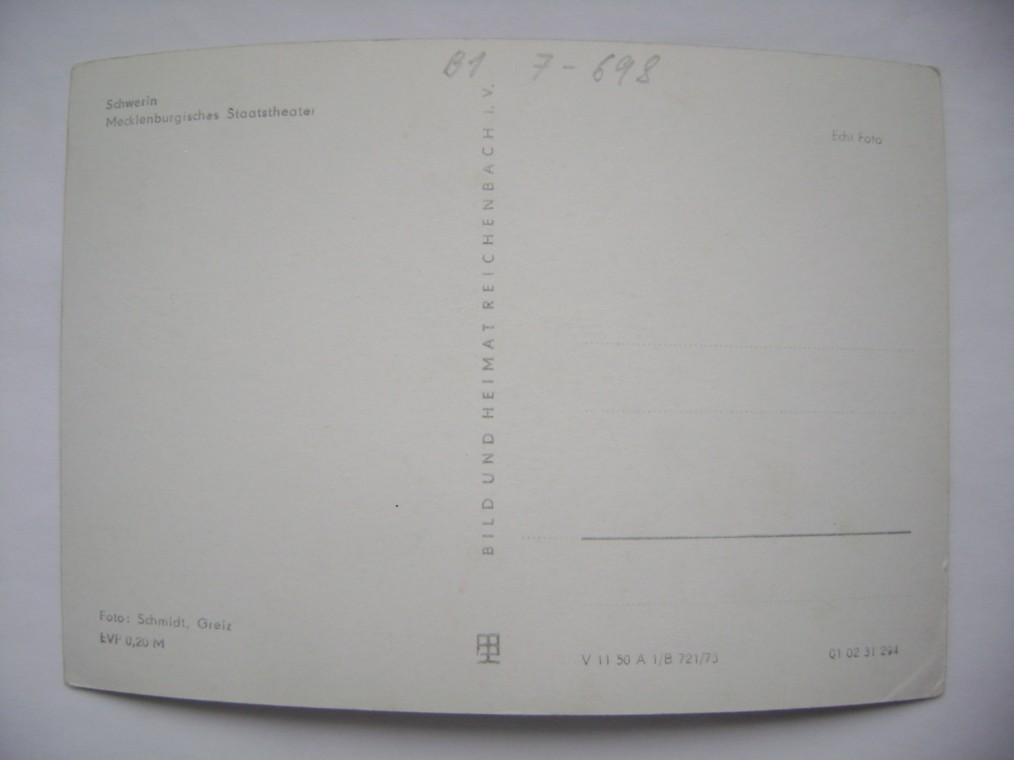 B1 7 - 698
Schwerin
Mecklenburgisches Staatstheater
Echt Foto
BILD UND HEIMAT REICHENBACH I. V.
Foto: Schmidt, Greiz
EVP 0,20 M
V 11 50 A 1/B 721/73
01 02 31 294